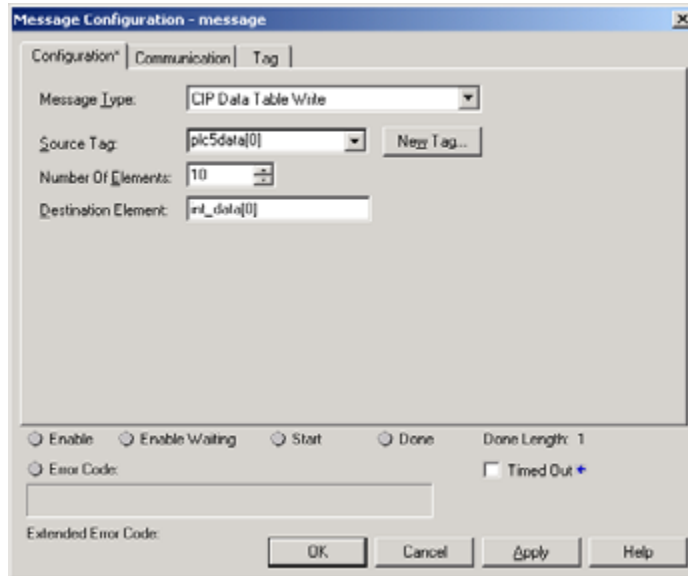 Message Configuration - message
Configuration* Communication Tag
Message Type: CIP Data Table Write
Source Tag: plc5data[0] New Tag...
Number Of Elements: 10
Destination Element: int_data[0]
Enable Enable Waiting Start Done Done Length: 1
Error Code: Timed Out
Extended Error Code:
OK Cancel Apply Help